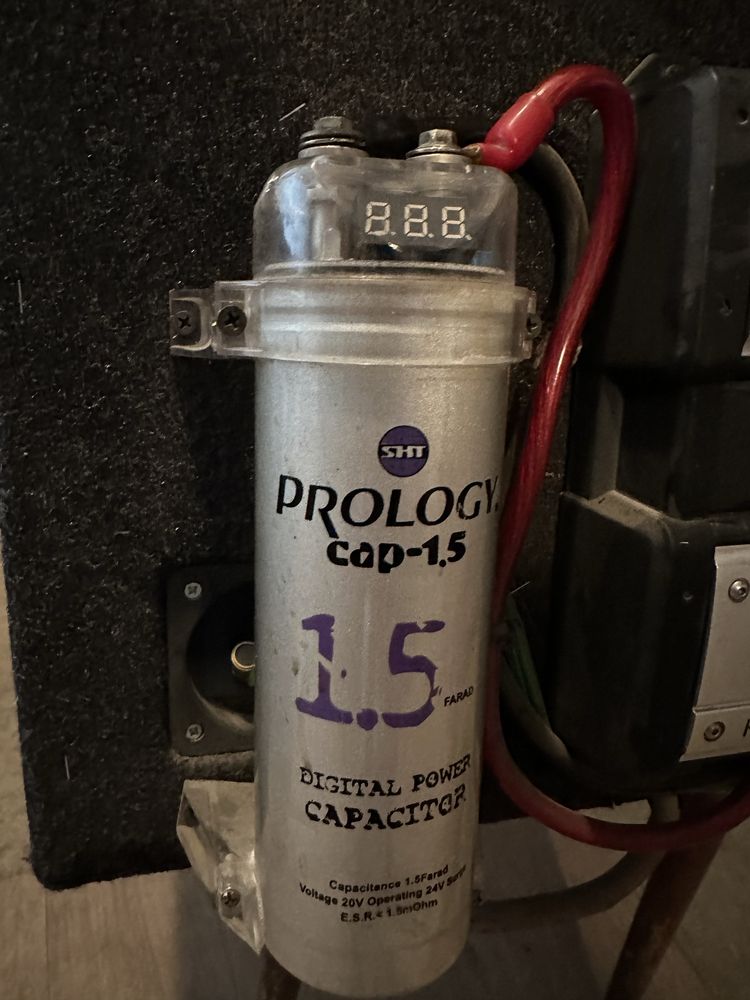 8.8.8.
SHT
PROLOGY.
cap-1.5
1.5
FARAD
DIGITAL POWER
CAPACITOR
Capacitance 1.5Farad
Voltage 20V Operating 24V Surge
E.S.R.< 1.5mOhm